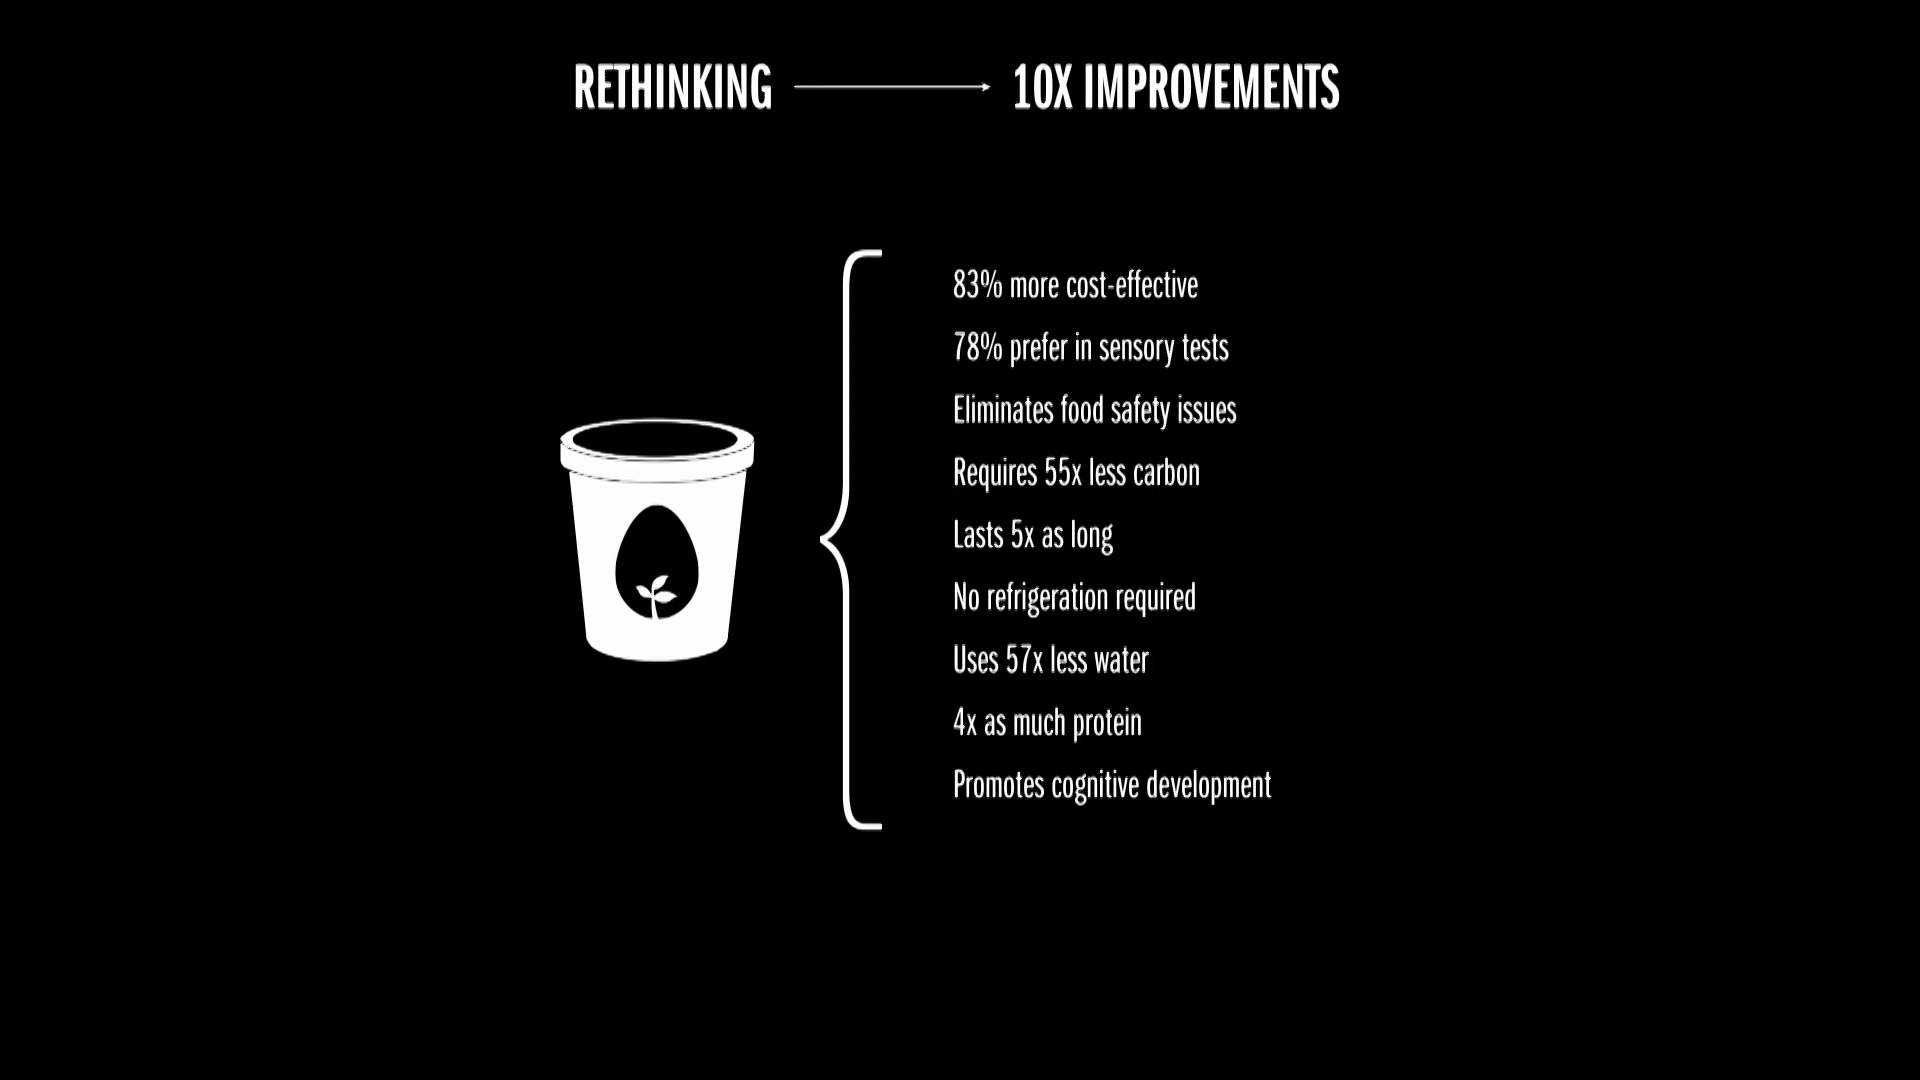 RETHINKING 10X IMPROVEMENTS
83% more cost-effective
78% prefer in sensory tests
Eliminates food safety issues
Requires 55x less carbon
Lasts 5x as long
No refrigeration required
Uses 57x less water
4x as much protein
Promotes cognitive development